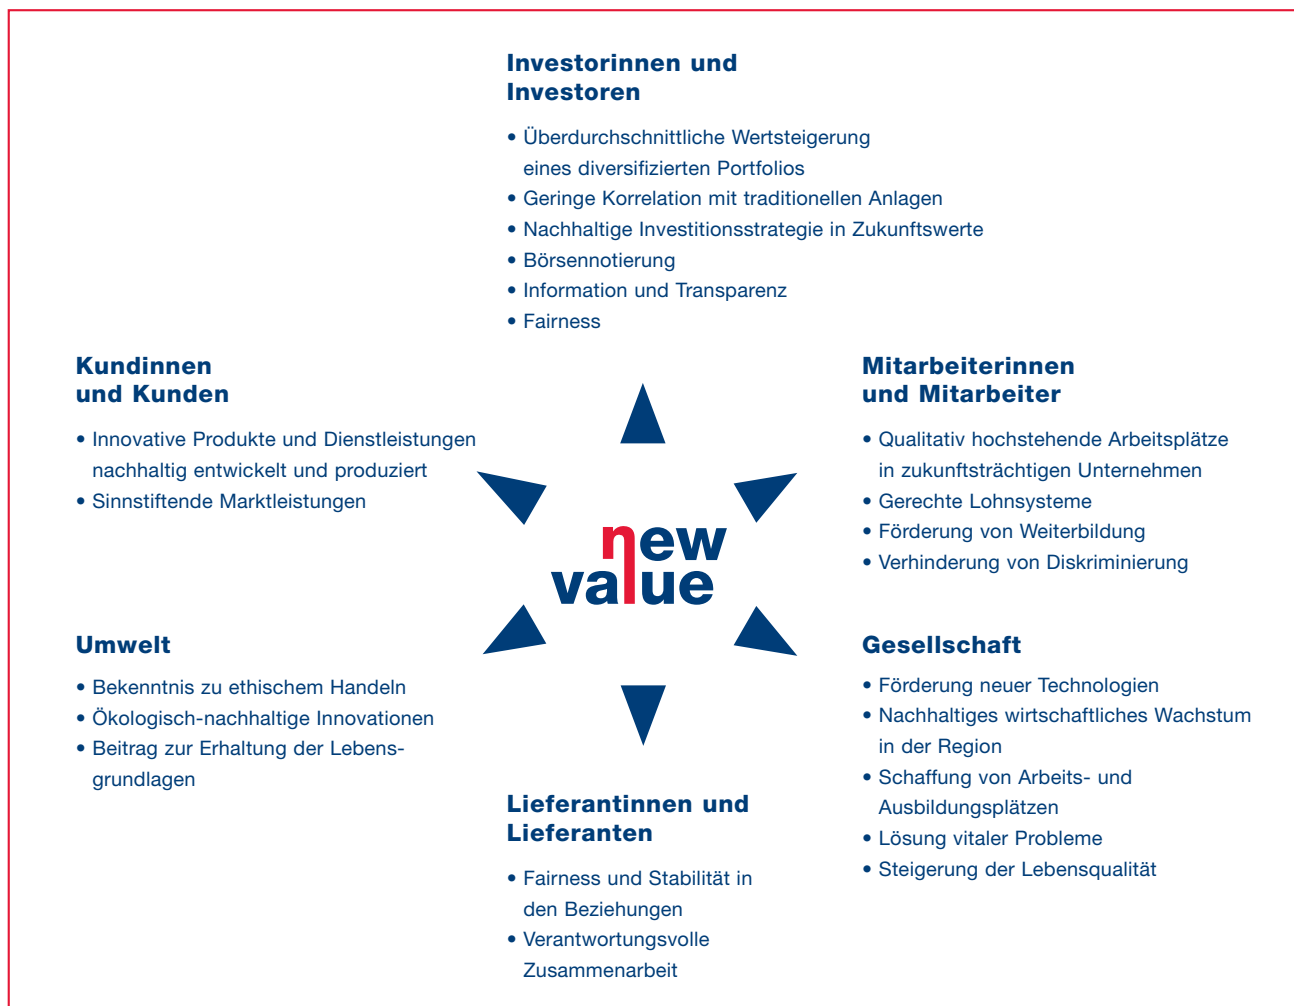 Investorinnen und
Investoren
• Überdurchschnittliche Wertsteigerung
eines diversifizierten Portfolios
• Geringe Korrelation mit traditionellen Anlagen
• Nachhaltige Investitionsstrategie in Zukunftswerte
• Börsennotierung
• Information und Transparenz
• Fairness
Kundinnen
und Kunden
• Innovative Produkte und Dienstleistungen
nachhaltig entwickelt und produziert
• Sinnstiftende Marktleistungen
Mitarbeiterinnen
und Mitarbeiter
• Qualitativ hochstehende Arbeitsplätze
in zukunftsträchtigen Unternehmen
• Gerechte Lohnsysteme
• Förderung von Weiterbildung
• Verhinderung von Diskriminierung
new
value
Umwelt
• Bekenntnis zu ethischem Handeln
• Ökologisch-nachhaltige Innovationen
• Beitrag zur Erhaltung der Lebens-
grundlagen
Gesellschaft
• Förderung neuer Technologien
• Nachhaltiges wirtschaftliches Wachstum
in der Region
• Schaffung von Arbeits- und
Ausbildungsplätzen
• Lösung vitaler Probleme
• Steigerung der Lebensqualität
Lieferantinnen und
Lieferanten
• Fairness und Stabilität in
den Beziehungen
• Verantwortungsvolle
Zusammenarbeit